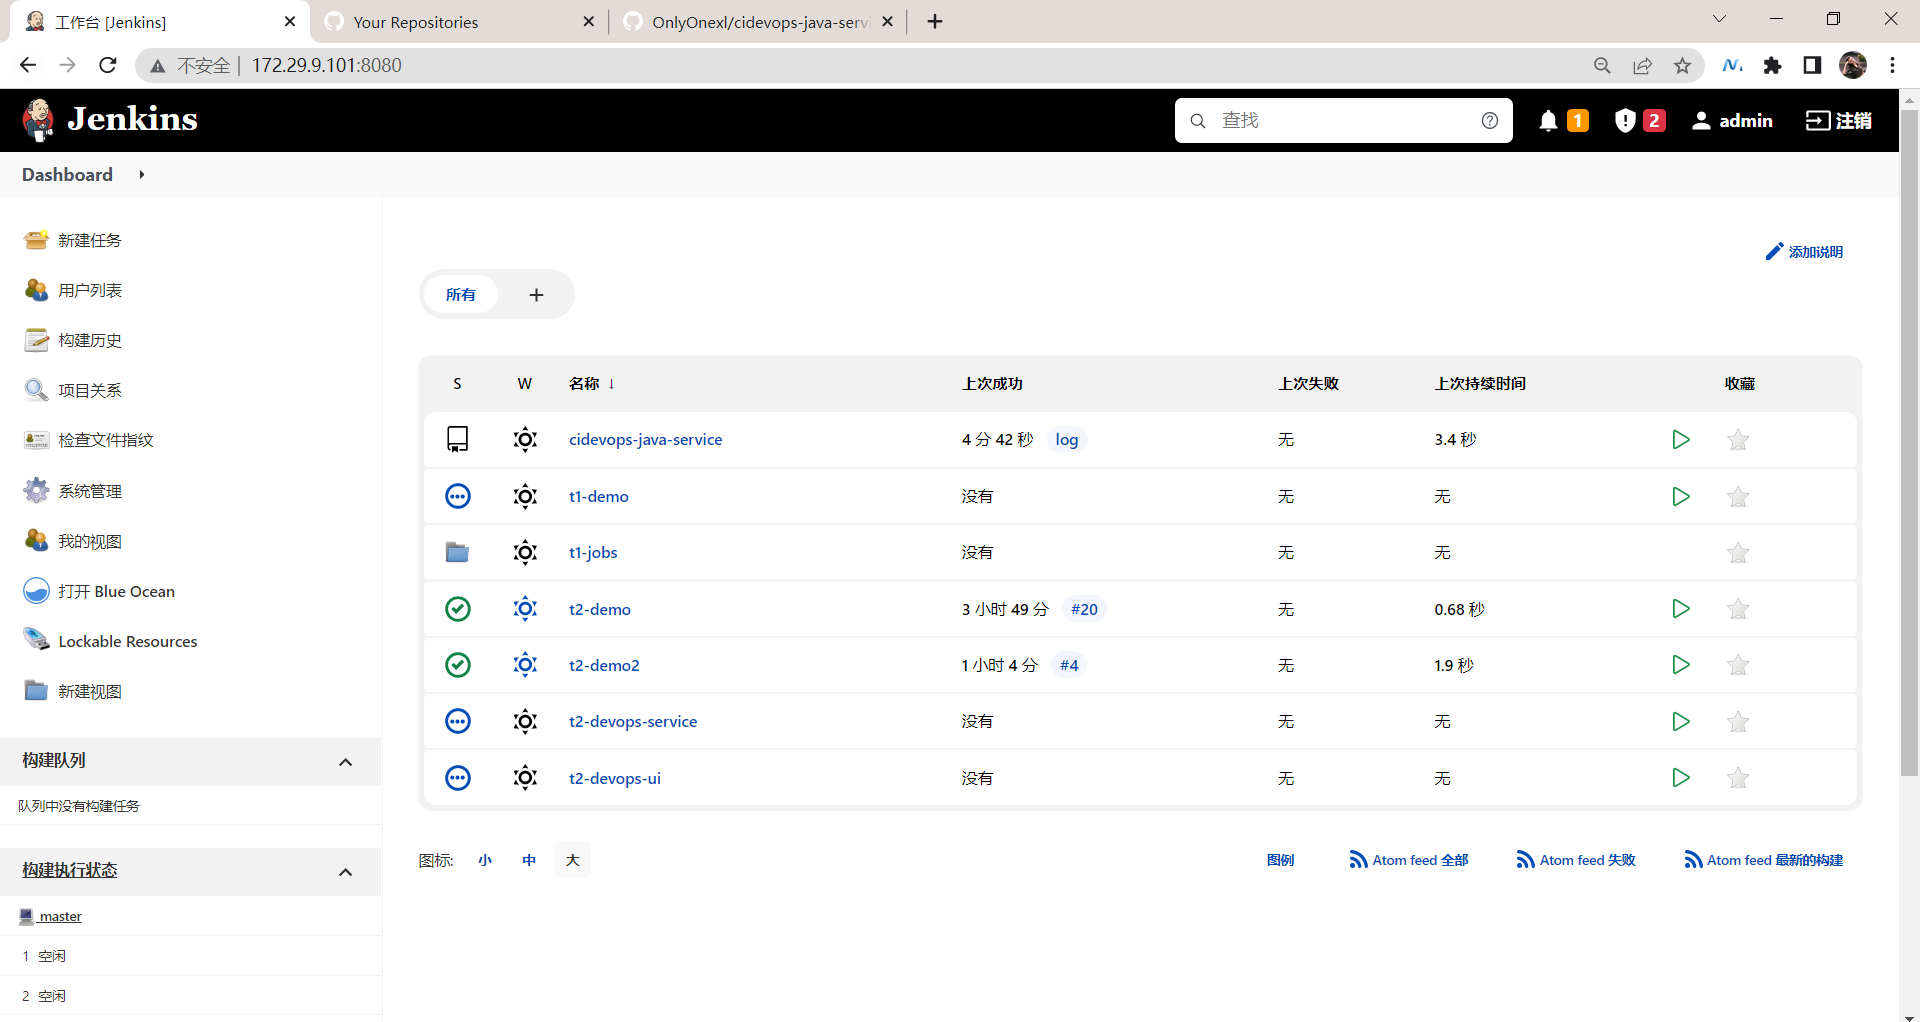 工作台 [Jenkins]
Your Repositories
OnlyOnexl/cidevops-java-serv
不安全
172.29.9.101:8080
Jenkins
查找
1
2
admin
注销
Dashboard
新建任务
用户列表
构建历史
项目关系
检查文件指纹
系统管理
我的视图
打开 Blue Ocean
Lockable Resources
新建视图
构建队列
队列中没有构建任务
构建执行状态
master
1 空闲
2 空闲
添加说明
所有 +
S W 名称 ↓ 上次成功 上次失败 上次持续时间 收藏
cidevops-java-service 4 分 42 秒 log 无 3.4 秒
t1-demo 没有 无 无
t1-jobs 没有 无 无
t2-demo 3 小时 49 分 #20 无 0.68 秒
t2-demo2 1 小时 4 分 #4 无 1.9 秒
t2-devops-service 没有 无 无
t2-devops-ui 没有 无 无
图标: 小 中 大
图例 Atom feed 全部 Atom feed 失败 Atom feed 最新的构建